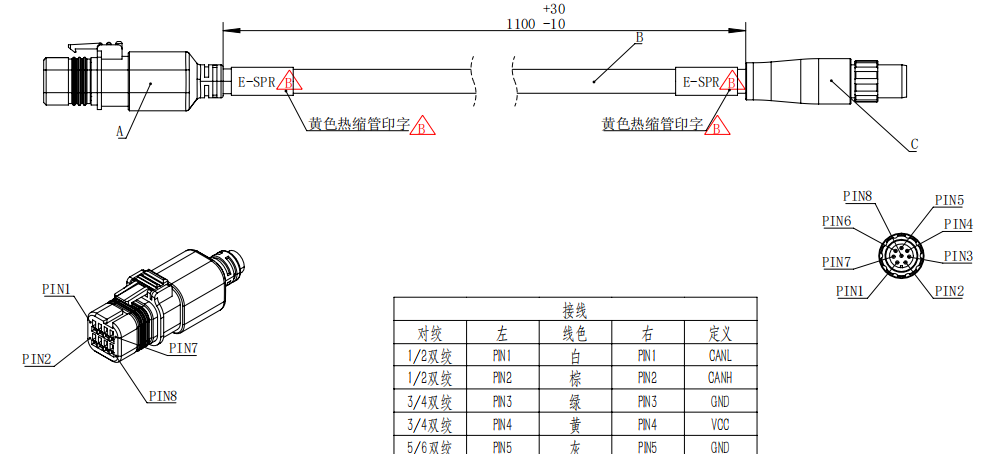 +30
1100 -10
B
E-SPR B
E-SPR B
A
黄色热缩管印字 B
黄色热缩管印字 B
C
PIN8
PIN5
PIN6
PIN4
PIN7
PIN3
PIN1
PIN2
PIN1
PIN2
PIN7
PIN8
接线
对绞 左 线色 右 定义
1/2双绞 PIN1 白 PIN1 CANL
1/2双绞 PIN2 棕 PIN2 CANH
3/4双绞 PIN3 绿 PIN3 GND
3/4双绞 PIN4 黄 PIN4 VCC
5/6双绞 PIN5 灰 PIN5 GND